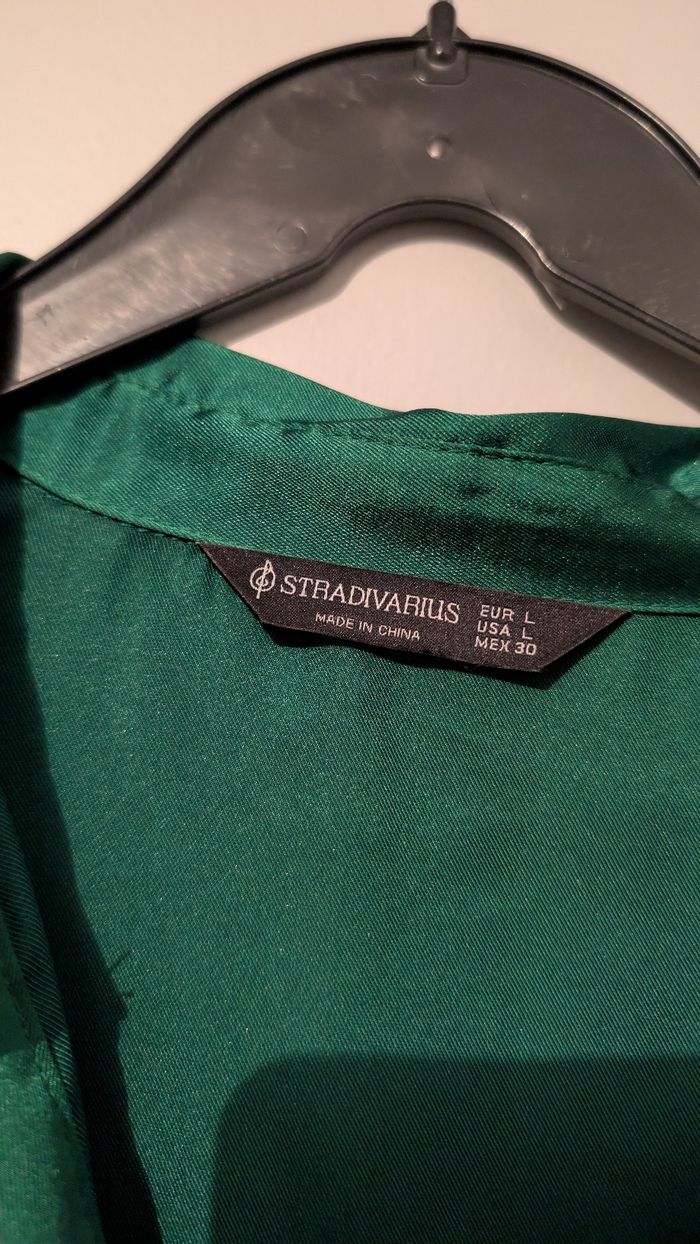 STRADIVARIUS
MADE IN CHINA
EUR L
USA L
MEX 30